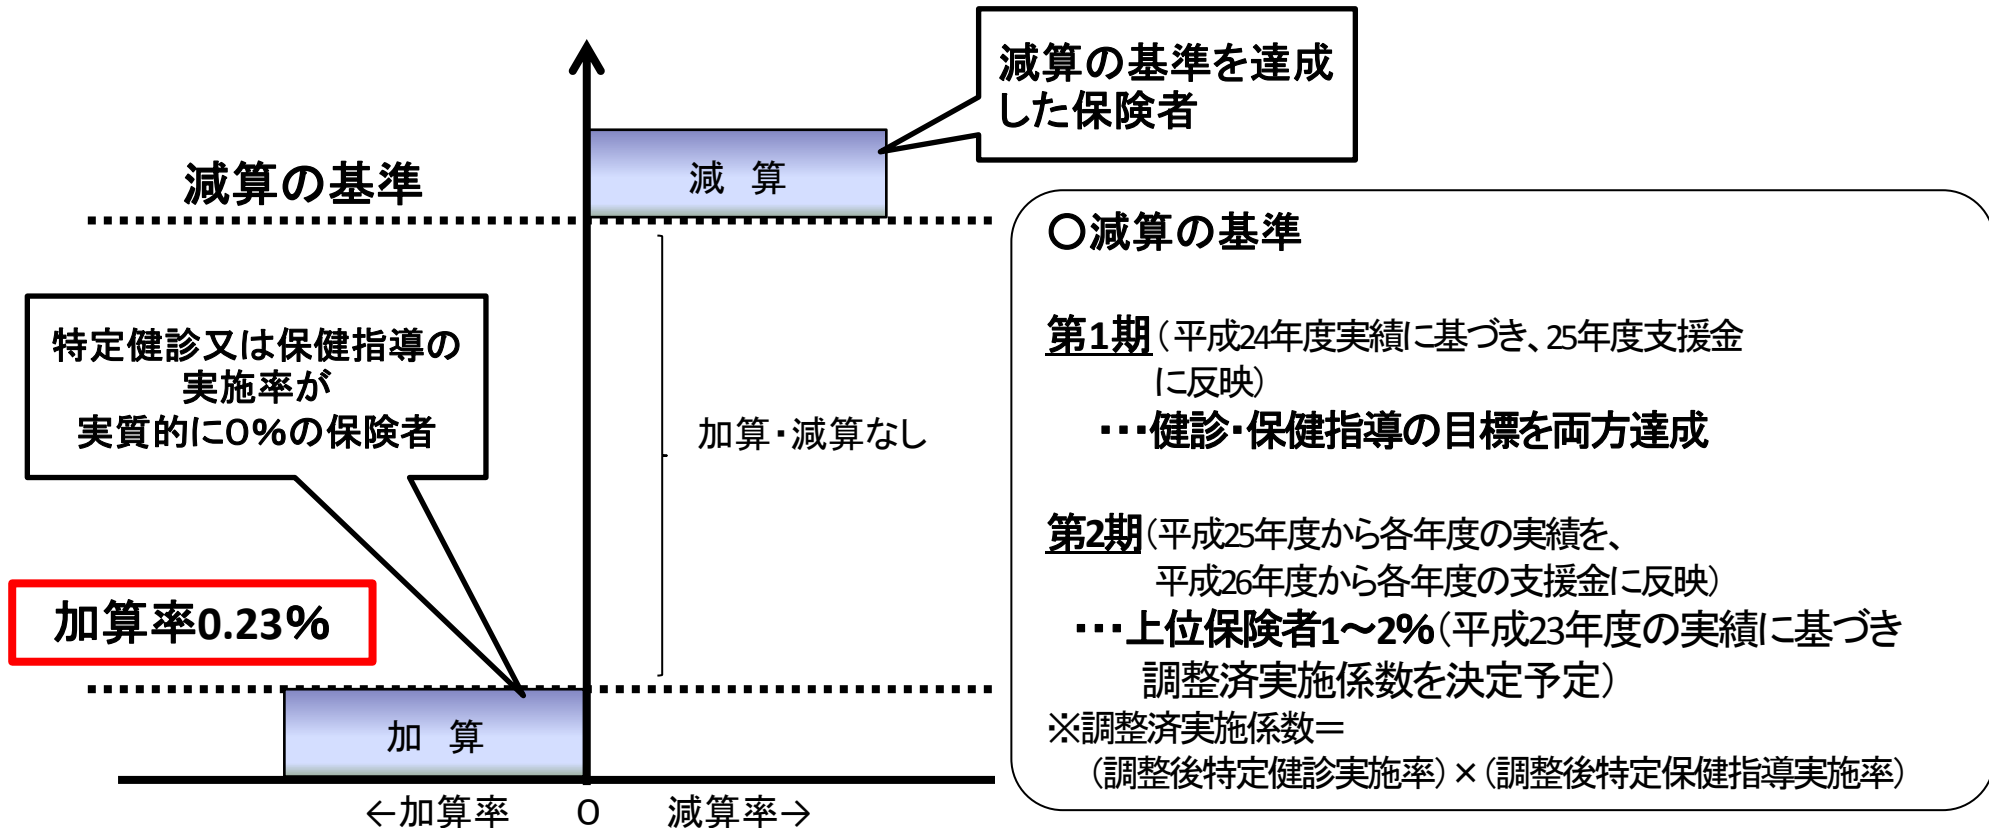 減算の基準を達成
した保険者
減 算
減算の基準
特定健診又は保健指導の
実施率が
実質的に0%の保険者
加算・減算なし
加算率0.23%
加 算
←加算率 0 減算率→
○減算の基準
第1期(平成24年度実績に基づき、25年度支援金
に反映)
・・・健診・保健指導の目標を両方達成
第2期(平成25年度から各年度の実績を、
平成26年度から各年度の支援金に反映)
・・・上位保険者1~2%(平成23年度の実績に基づき
調整済実施係数を決定予定)
※調整済実施係数=
(調整後特定健診実施率)×(調整後特定保健指導実施率)